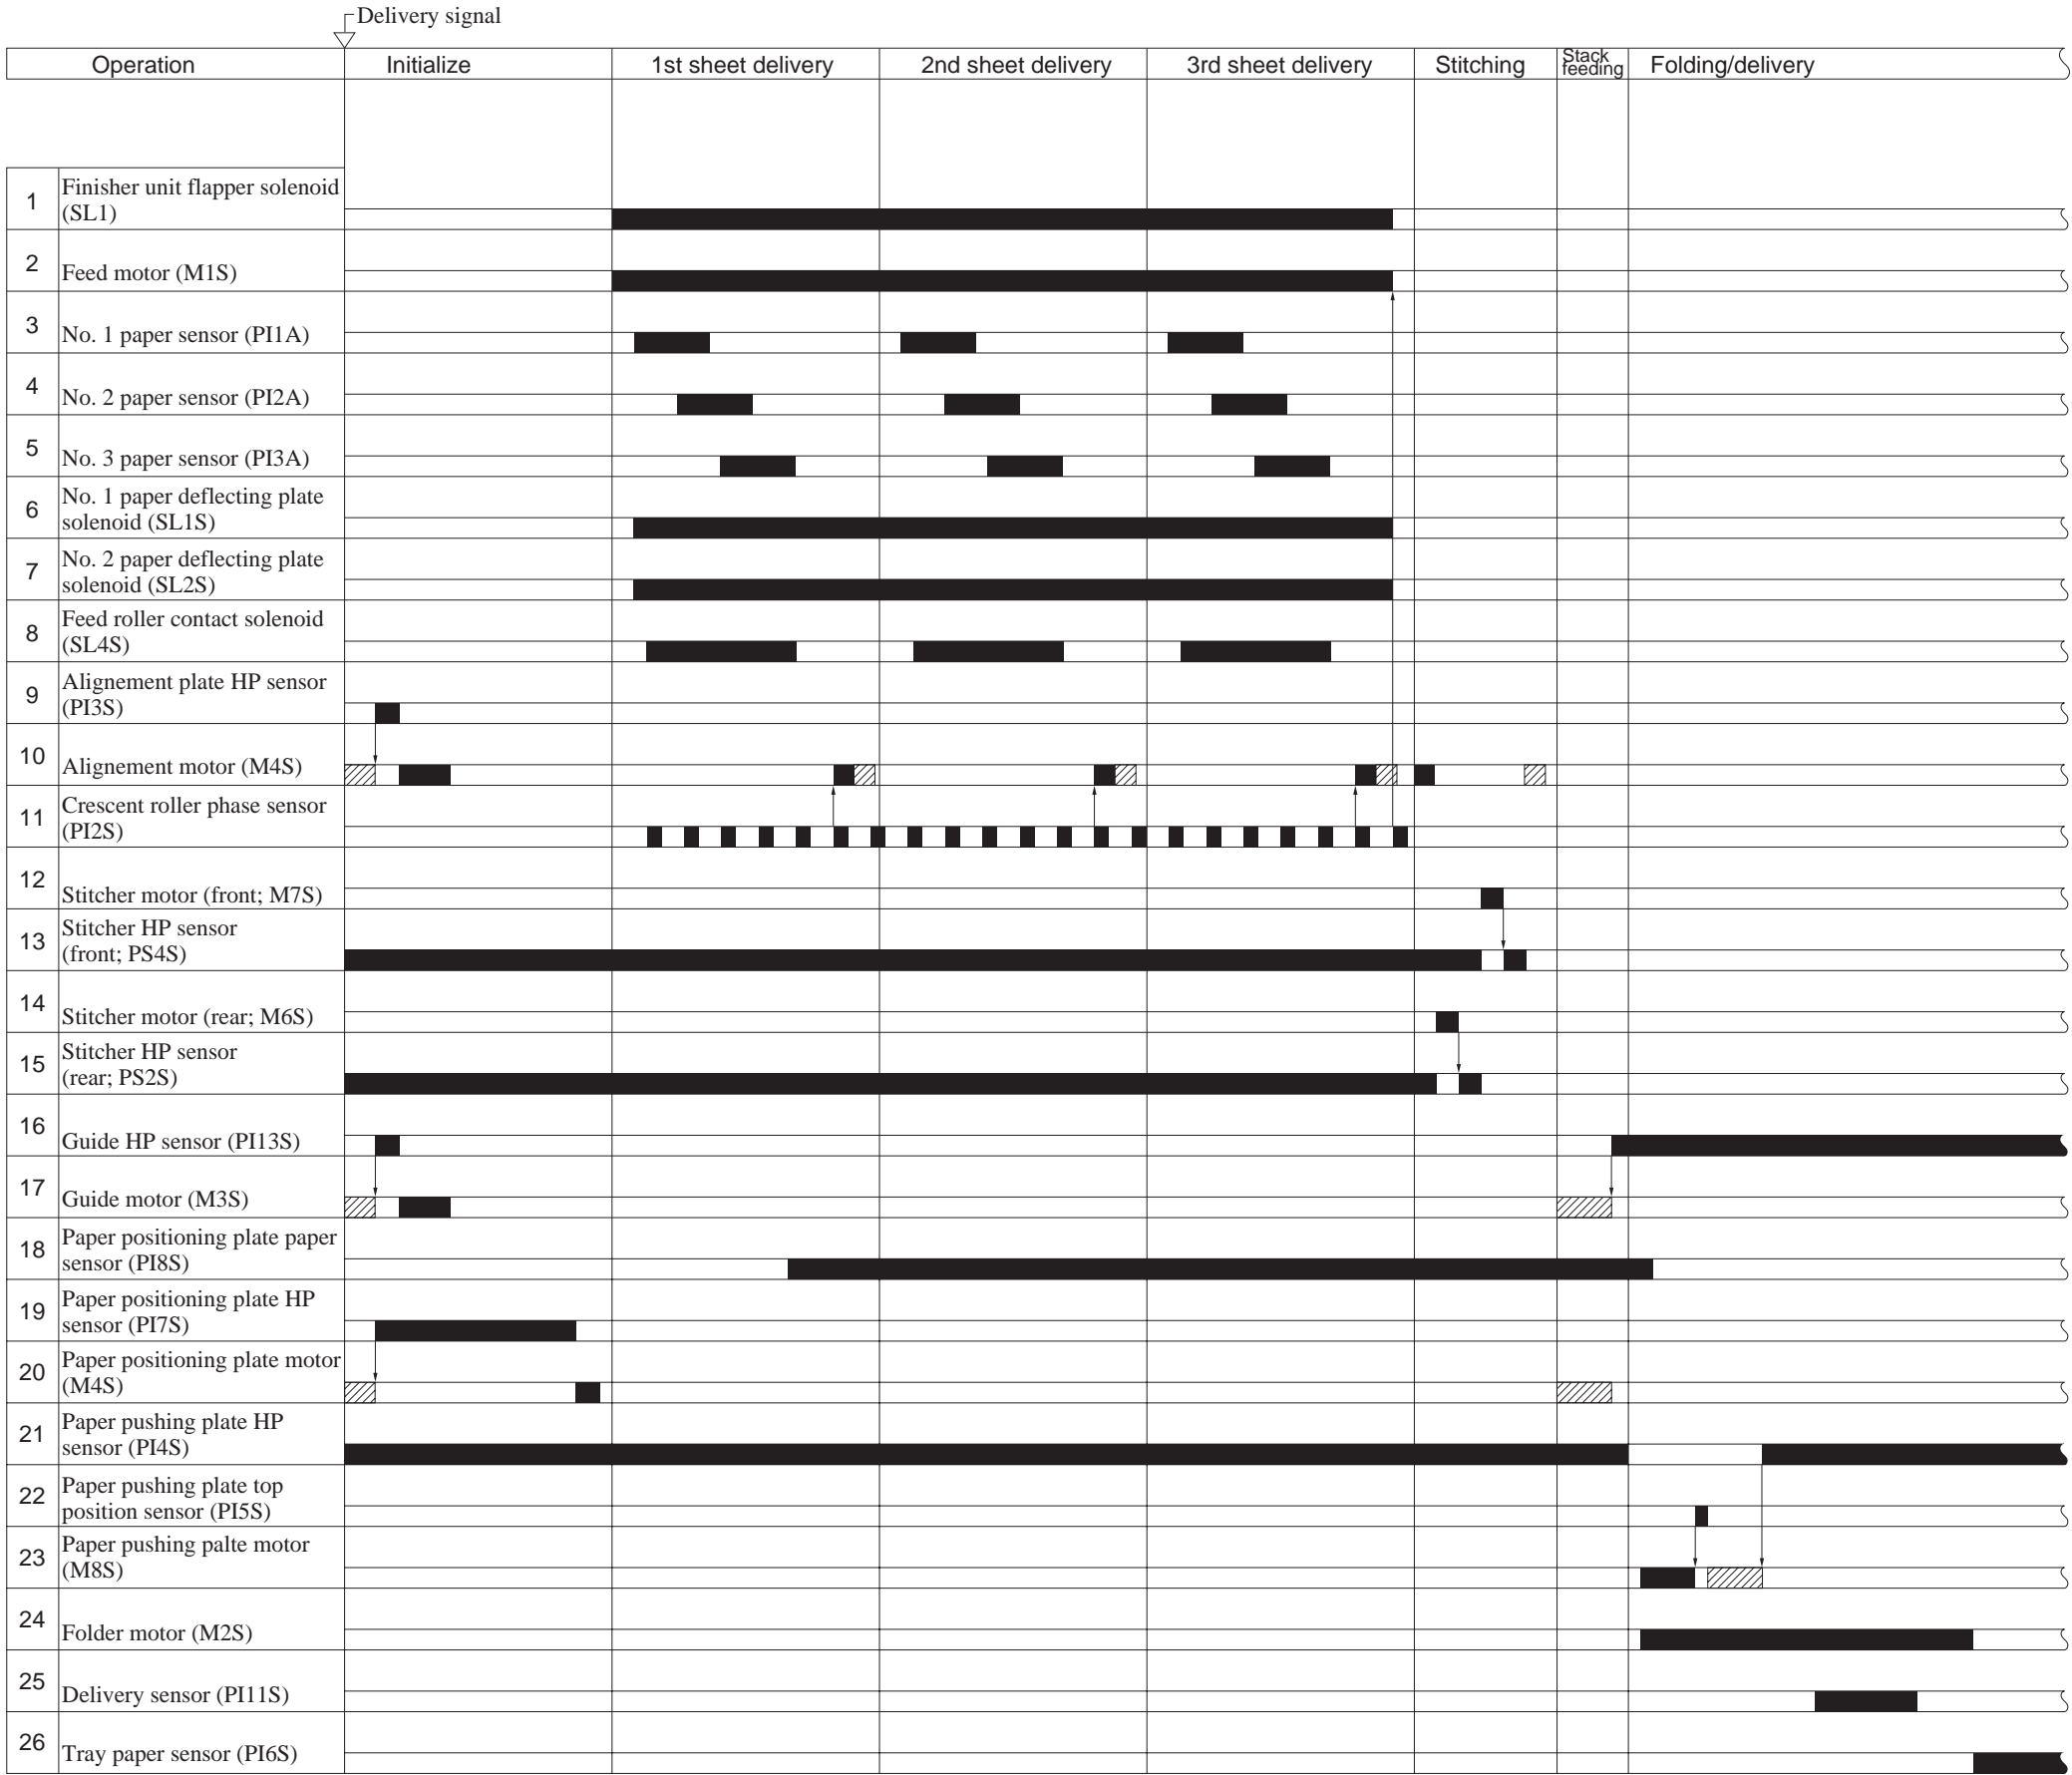 Delivery signal
Operation Initialize 1st sheet delivery 2nd sheet delivery 3rd sheet delivery Stitching Stack feeding Folding/delivery
1 Finisher unit flapper solenoid
(SL1)
2 Feed motor (M1S)
3 No. 1 paper sensor (PI1A)
4 No. 2 paper sensor (PI2A)
5 No. 3 paper sensor (PI3A)
6 No. 1 paper deflecting plate
solenoid (SL1S)
7 No. 2 paper deflecting plate
solenoid (SL2S)
8 Feed roller contact solenoid
(SL4S)
9 Alignement plate HP sensor
(PI3S)
10 Alignement motor (M4S)
11 Crescent roller phase sensor
(PI2S)
12 Stitcher motor (front; M7S)
13 Stitcher HP sensor
(front; PS4S)
14 Stitcher motor (rear; M6S)
15 Stitcher HP sensor
(rear; PS2S)
16 Guide HP sensor (PI13S)
17 Guide motor (M3S)
18 Paper positioning plate paper
sensor (PI8S)
19 Paper positioning plate HP
sensor (PI7S)
20 Paper positioning plate motor
(M4S)
21 Paper pushing plate HP
sensor (PI4S)
22 Paper pushing plate top
position sensor (PI5S)
23 Paper pushing palte motor
(M8S)
24 Folder motor (M2S)
25 Delivery sensor (PI11S)
26 Tray paper sensor (PI6S)